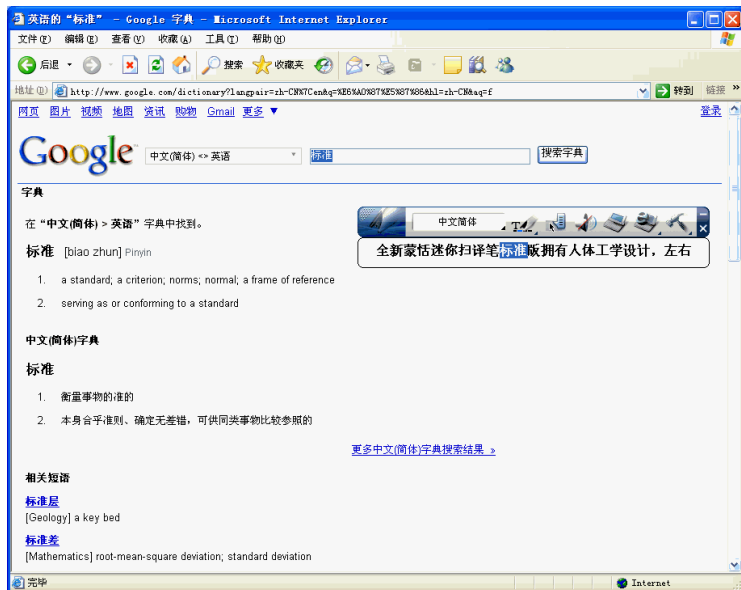 英语的“标准” - Google 字典 - Microsoft Internet Explorer
文件(F) 编辑(E) 查看(V) 收藏(A) 工具(T) 帮助(H)
后退 搜索 收藏夹
地址(D) http://www.google.com/dictionary?langpair=zh-CN%7Cen&q=%E6%A0%87%E5%87%86&hl=zh-CN&aq=f 转到 链接 »
网页 图片 视频 地图 资讯 购物 Gmail 更多 ▼ 登录
Google 中文(简体) <> 英语 标准 搜索字典
字典
在“中文(简体) > 英语”字典中找到。
中文简体
全新蒙恬迷你扫译笔标准版拥有人体工学设计，左右
标准 [biao zhun] Pinyin
1. a standard; a criterion; norms; normal; a frame of reference
2. serving as or conforming to a standard
中文(简体)字典
标准
1. 衡量事物的准的
2. 本身合乎准则、确定无差错，可供同类事物比较参照的
更多中文(简体)字典搜索结果 »
相关短语
标准层
[Geology] a key bed
标准差
[Mathematics] root-mean-square deviation; standard deviation
完毕 Internet